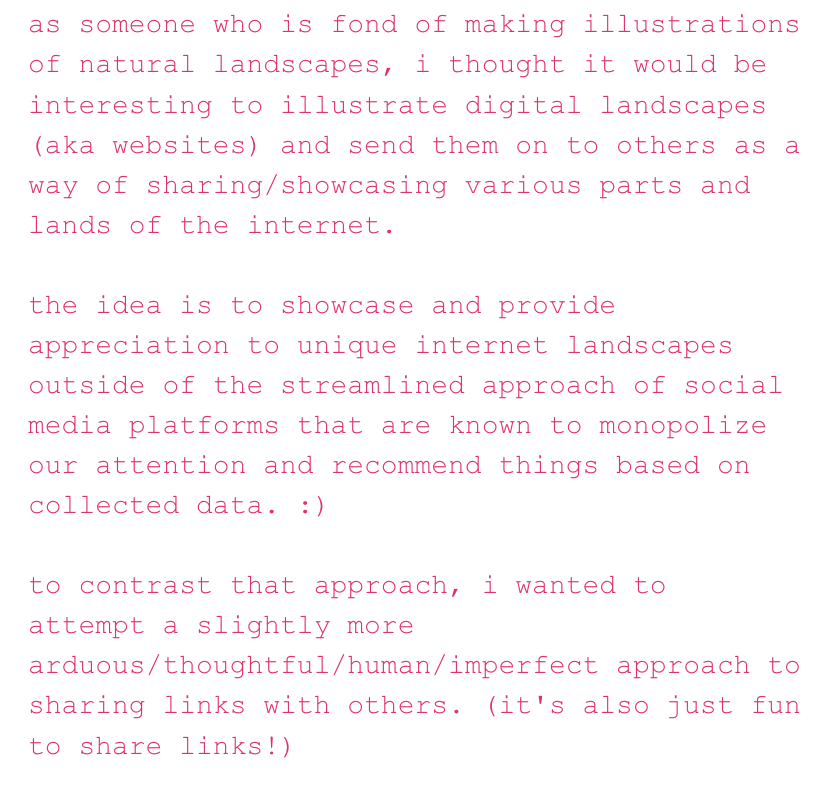 as someone who is fond of making illustrations
of natural landscapes, i thought it would be
interesting to illustrate digital landscapes
(aka websites) and send them on to others as a
way of sharing/showcasing various parts and
lands of the internet.
the idea is to showcase and provide
appreciation to unique internet landscapes
outside of the streamlined approach of social
media platforms that are known to monopolize
our attention and recommend things based on
collected data. :)
to contrast that approach, i wanted to
attempt a slightly more
arduous/thoughtful/human/imperfect approach to
sharing links with others. (it's also just fun
to share links!)